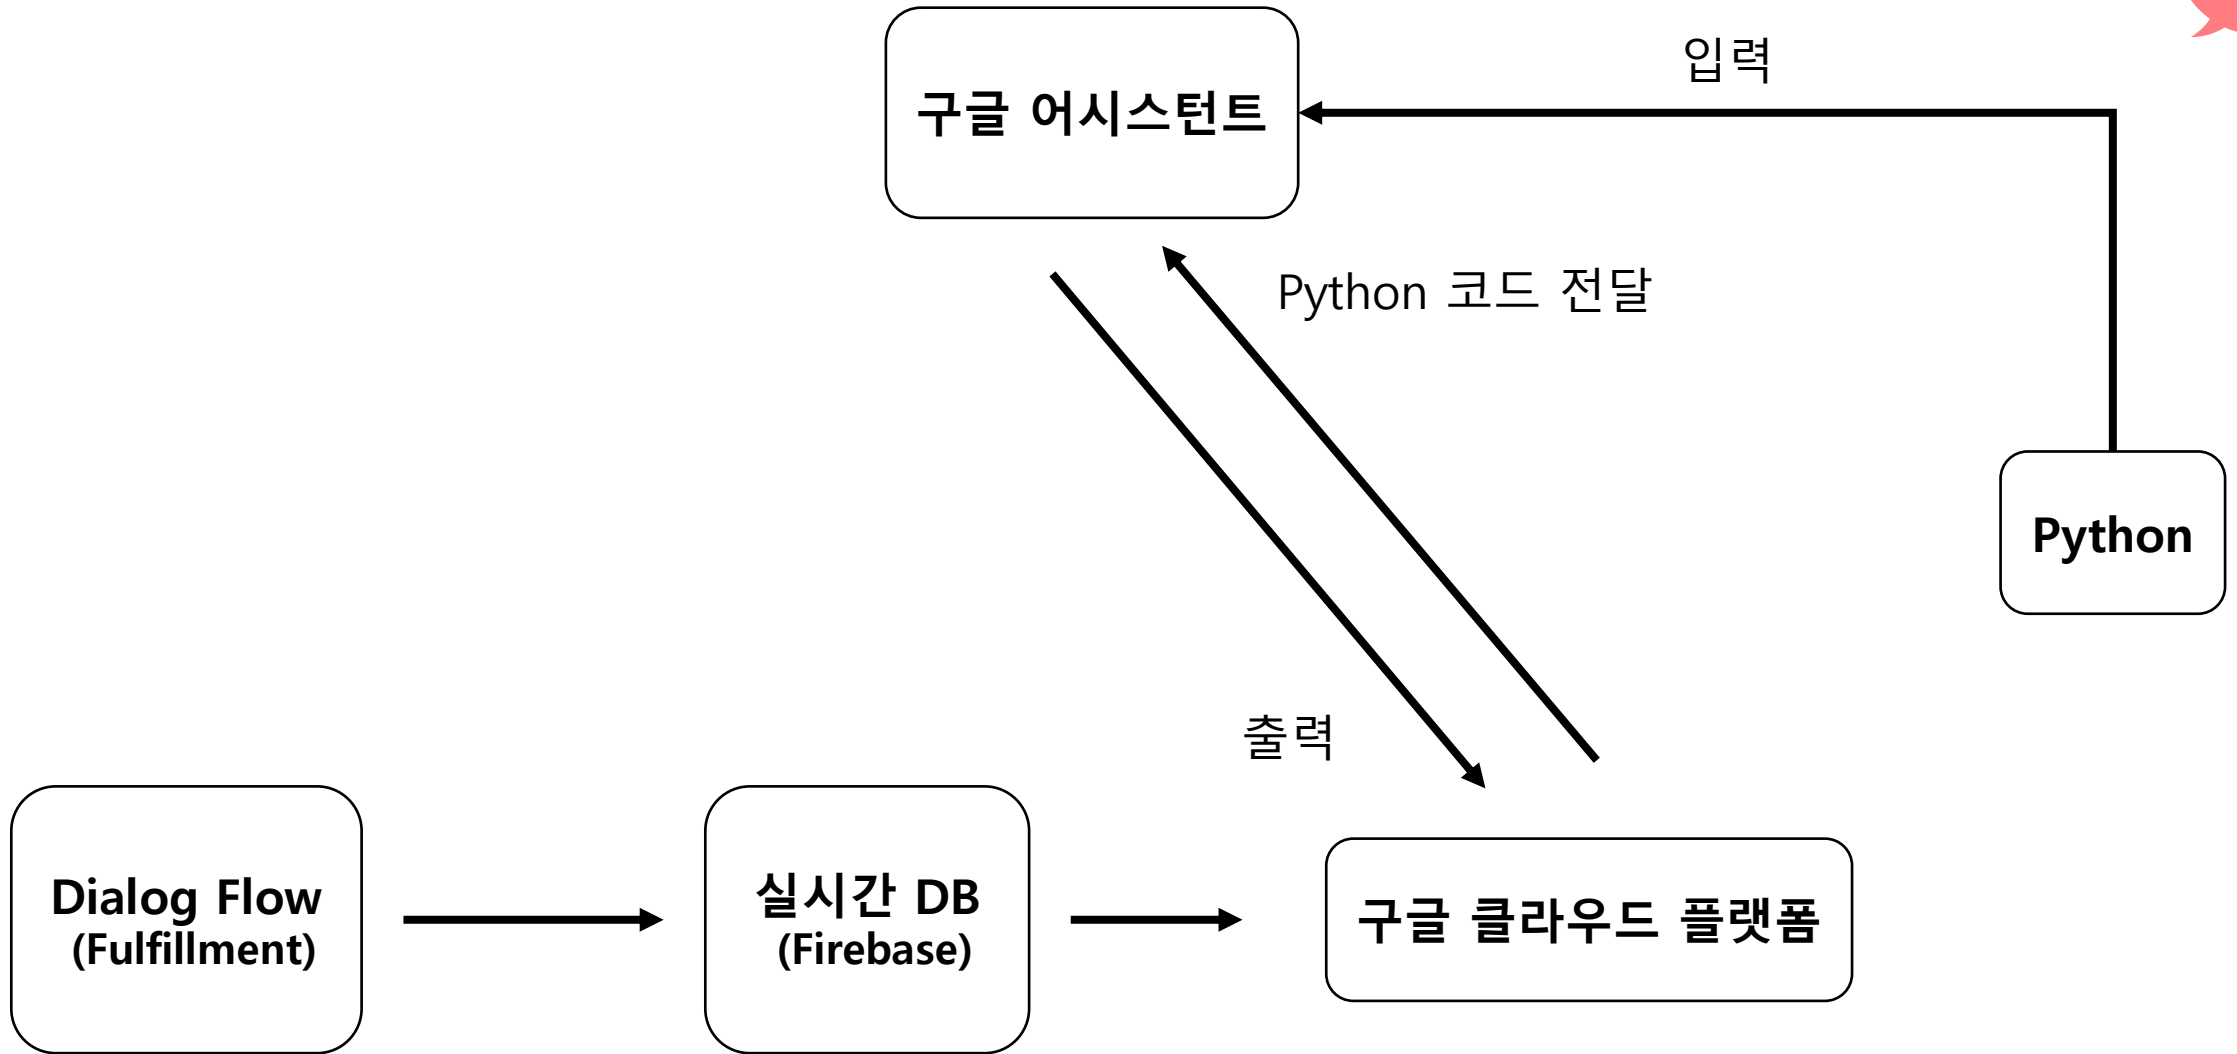 입력
구글 어시스턴트
Python 코드 전달
Python
출력
Dialog Flow
(Fulfillment)
실시간 DB
(Firebase)
구글 클라우드 플랫폼